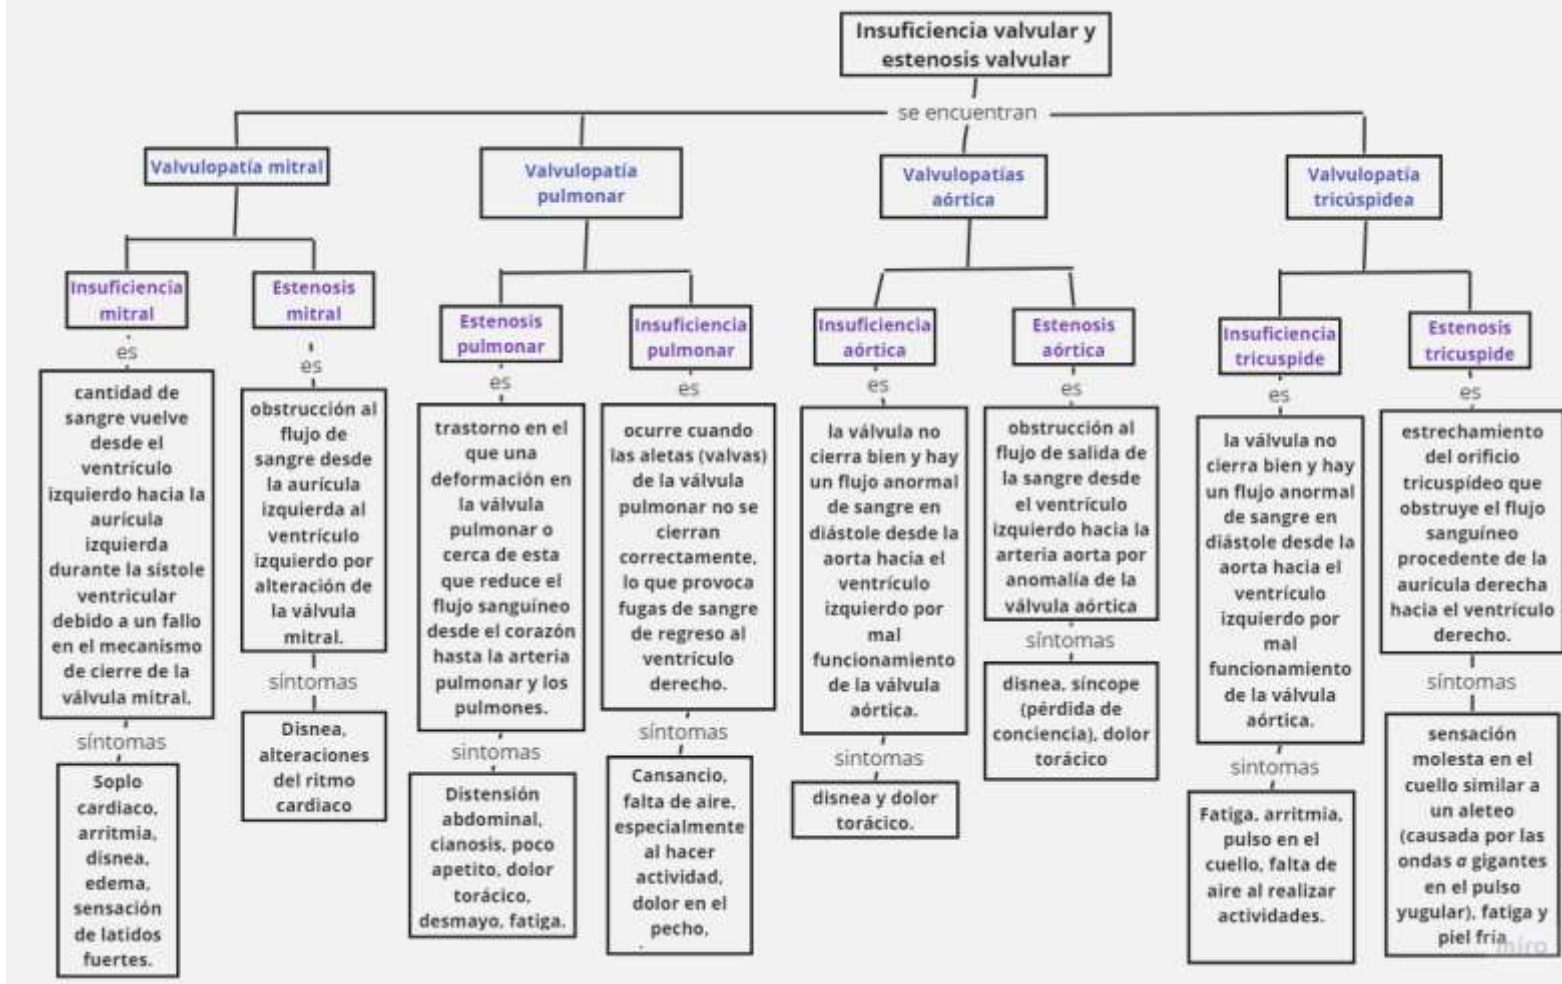 Insuficiencia valvular y
estenosis valvular
se encuentran
Valvulopatía mitral
Insuficiencia
mitral
es
cantidad de
sangre vuelve
desde el
ventrículo
izquierdo hacia la
aurícula
izquierda
durante la sístole
ventricular
debido a un fallo
en el mecanismo
de cierre de la
válvula mitral.
síntomas
Soplo
cardiaco,
arritmia,
disnea,
edema,
sensación
de latidos
fuertes.
Estenosis
mitral
es
obstrucción al
flujo de
sangre desde
la aurícula
izquierda al
ventrículo
izquierdo por
alteración de
la válvula
mitral.
síntomas
Disnea,
alteraciones
del ritmo
cardiaco
Valvulopatía
pulmonar
Estenosis
pulmonar
es
trastorno en el
que una
deformación en
la válvula
pulmonar o
cerca de esta
que reduce el
flujo sanguíneo
desde el corazón
hasta la arteria
pulmonar y los
pulmones.
sintomas
Distensión
abdominal,
cianosis, poco
apetito, dolor
torácico,
desmayo, fatiga.
Insuficiencia
pulmonar
es
ocurre cuando
las aletas (valvas)
de la válvula
pulmonar no se
cierran
correctamente,
lo que provoca
fugas de sangre
de regreso al
ventrículo
derecho.
síntomas
Cansancio,
falta de aire,
especialmente
al hacer
actividad,
dolor en el
pecho,
.
Valvulopatías
aórtica
Insuficiencia
aórtica
es
la válvula no
cierra bien y hay
un flujo anormal
de sangre en
diástole desde la
aorta hacia el
ventrículo
izquierdo por
mal
funcionamiento
de la válvula
aórtica.
sintomas
disnea y dolor
torácico.
Estenosis
aórtica
es
obstrucción al
flujo de salida de
la sangre desde
el ventrículo
izquierdo hacia la
arteria aorta por
anomalía de la
válvula aórtica
síntomas
disnea, síncope
(pérdida de
conciencia), dolor
torácico
Valvulopatía
tricúspidea
Insuficiencia
tricuspide
es
la válvula no
cierra bien y hay
un flujo anormal
de sangre en
diástole desde la
aorta hacia el
ventrículo
izquierdo por
mal
funcionamiento
de la válvula
aórtica.
sintomas
Fatiga, arritmia,
pulso en el
cuello, falta de
aire al realizar
actividades.
Estenosis
tricuspide
es
estrechamiento
del orificio
tricuspídeo que
obstruye el flujo
sanguíneo
procedente de la
aurícula derecha
hacia el ventrículo
derecho.
síntomas
sensación
molesta en el
cuello similar a
un aleteo
(causada por las
ondas a gigantes
en el pulso
yugular), fatiga y
piel fría
miro